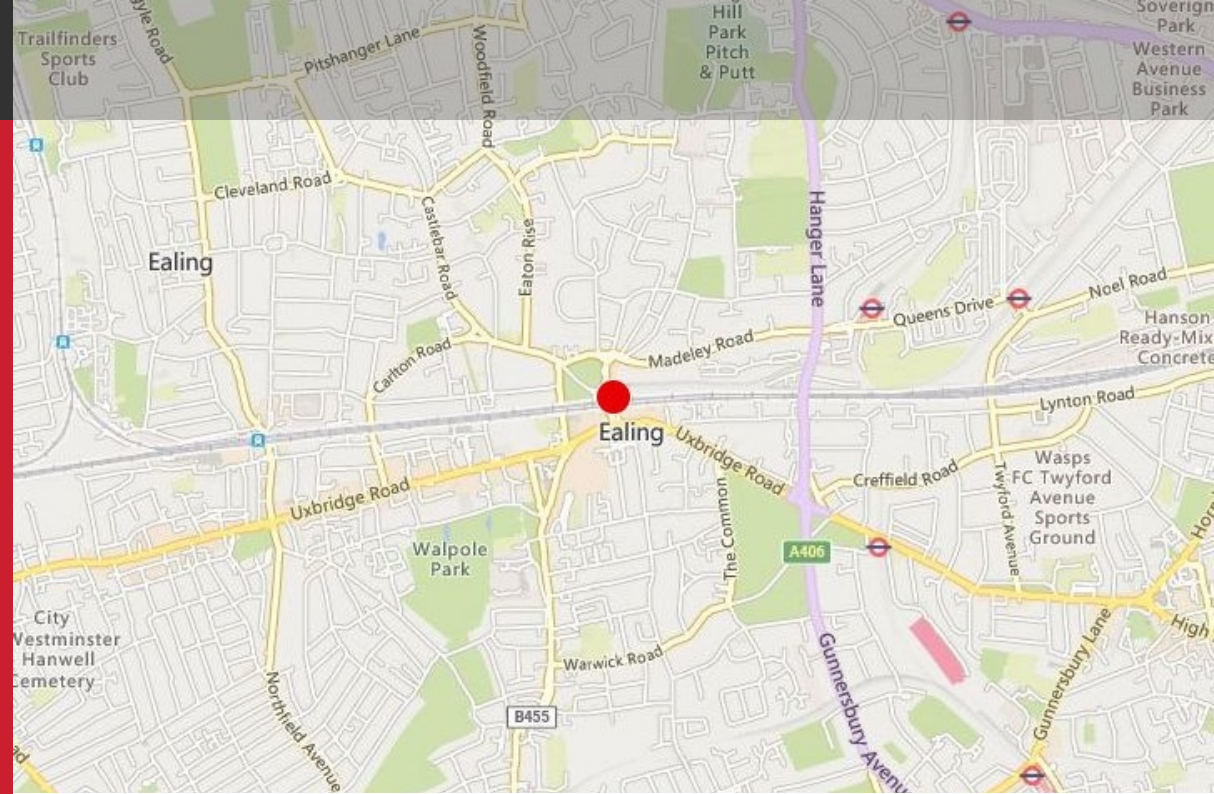 Hill
Park
Pitch
& Putt
Soverign
Park
Western
Avenue
Business
Park
Trailfinders
Sports
Club
Pitshanger Lane
Woodfield Road
Cleveland Road
Castlebar Road
Eaton Rise
Hanger Lane
Ealing
Queens Drive
Noel Road
Hanson
Ready-Mix
Concrete
Carlton Road
Madeley Road
Lynton Road
Ealing
Uxbridge Road
Creffield Road
Wasps
FC Twyford
Avenue
Sports
Ground
Twyford Avenue
Uxbridge Road
The Common
A406
Walpole
Park
City
Westminster
Hanwell
Cemetery
High
Warwick Road
Gunnersbury Lane
Northfield Avenue
B455
Gunnersbury Avenu